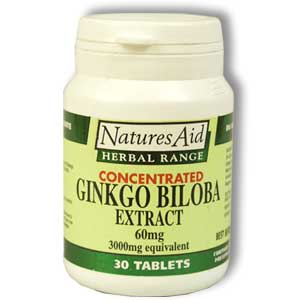 NaturesAid
HERBAL RANGE
CONCENTRATED
GINKGO BILOBA
EXTRACT
60mg
3000mg equivalent
30 TABLETS